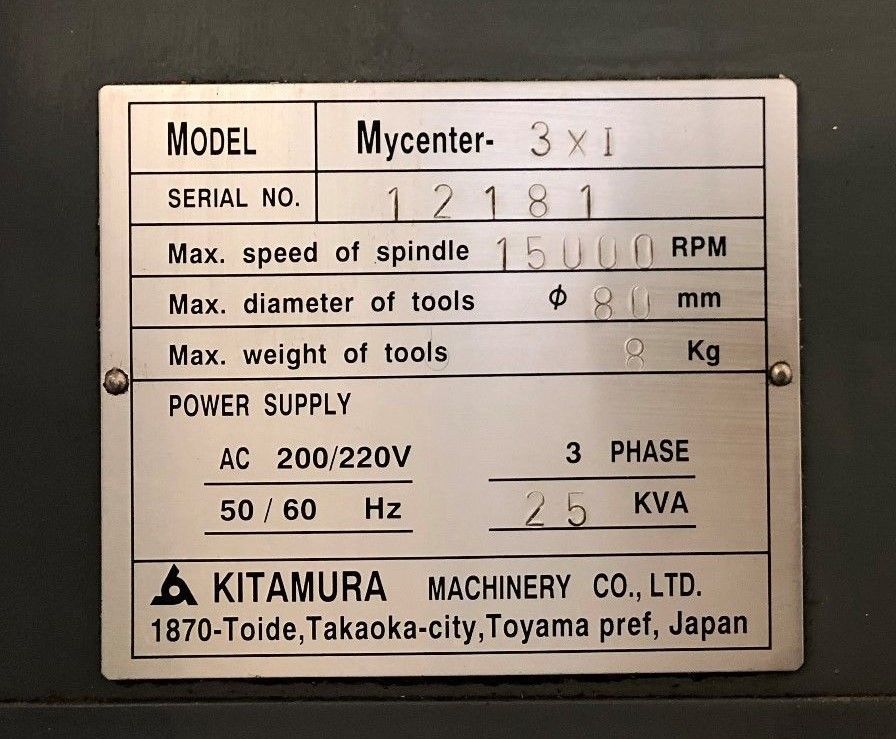 MODEL Mycenter- 3XI
SERIAL NO. 12181
Max. speed of spindle 15000 RPM
Max. diameter of tools φ 80 mm
Max. weight of tools 8 Kg
POWER SUPPLY
AC 200/220V 3 PHASE
50 / 60 Hz 25 KVA
KITAMURA MACHINERY CO., LTD.
1870-Toide,Takaoka-city,Toyama pref, Japan